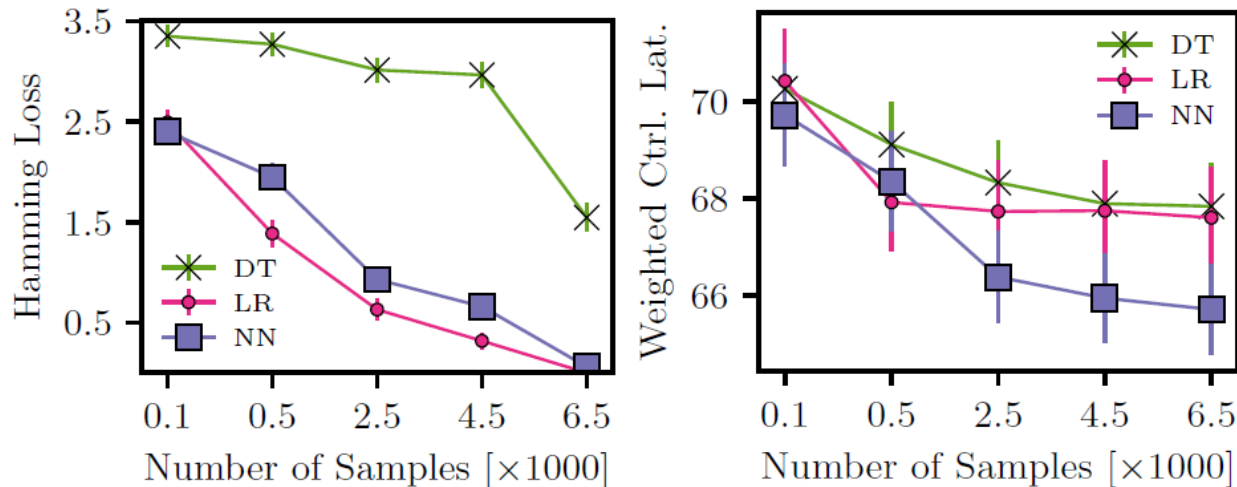 Hamming Loss
3.5
2.5
1.5
0.5
DT
LR
NN
0.1 0.5 2.5 4.5 6.5
Number of Samples [×1000]
Weighted Ctrl. Lat.
70
68
66
DT
LR
NN
0.1 0.5 2.5 4.5 6.5
Number of Samples [×1000]